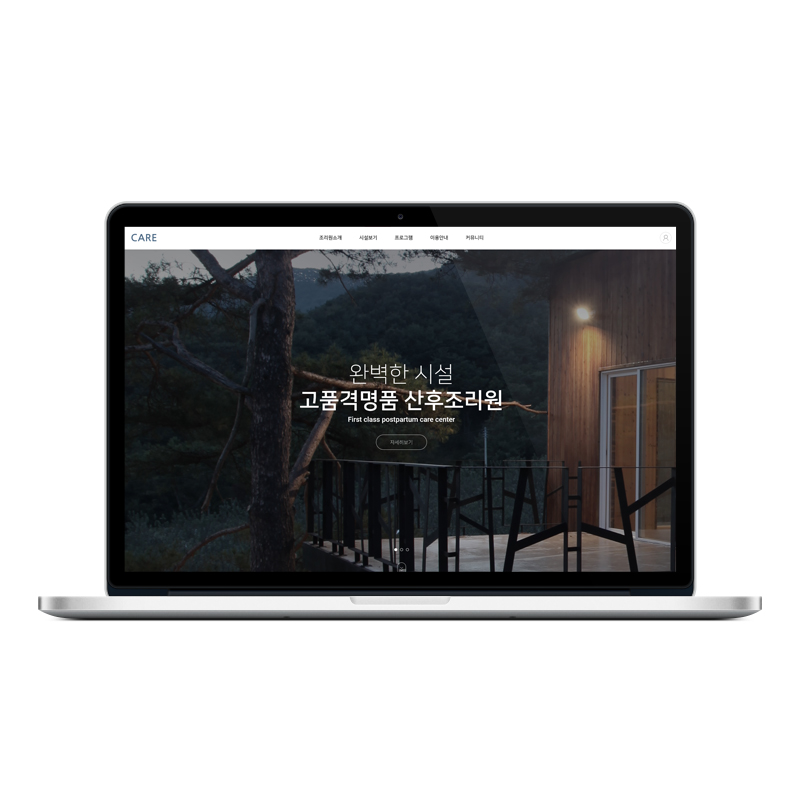 CARE
조리원소개 시설보기 프로그램 이용안내 커뮤니티
완벽한 시설
고품격명품 산후조리원
First class postpartum care center
자세히보기